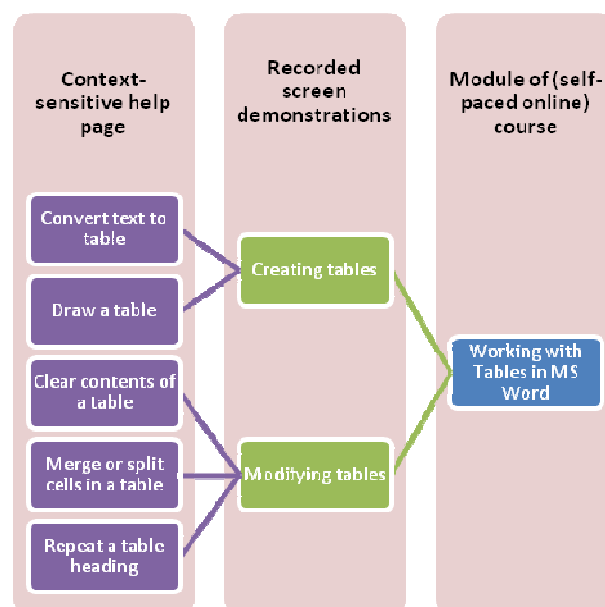 Context-
sensitive help
page
Recorded
screen
demonstrations
Module of (self-
paced online)
course
Convert text to
table
Draw a table
Clear contents of
a table
Merge or split
cells in a table
Repeat a table
heading
Creating tables
Modifying tables
Working with
Tables in MS
Word